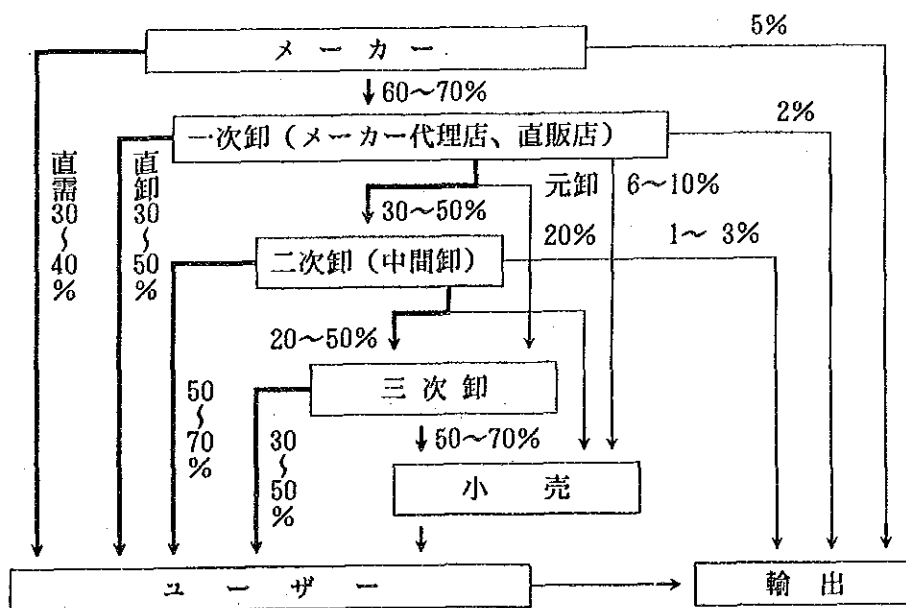 5%
メーカー
60〜70%
2%
一次卸（メーカー代理店、直販店）
直需30〜40%
直卸30〜50%
元卸 6〜10%
30〜50%
20%
1〜3%
二次卸（中間卸）
20〜50%
三次卸
50〜70%
30〜50%
50〜70%
小売
ユーザー
輸出